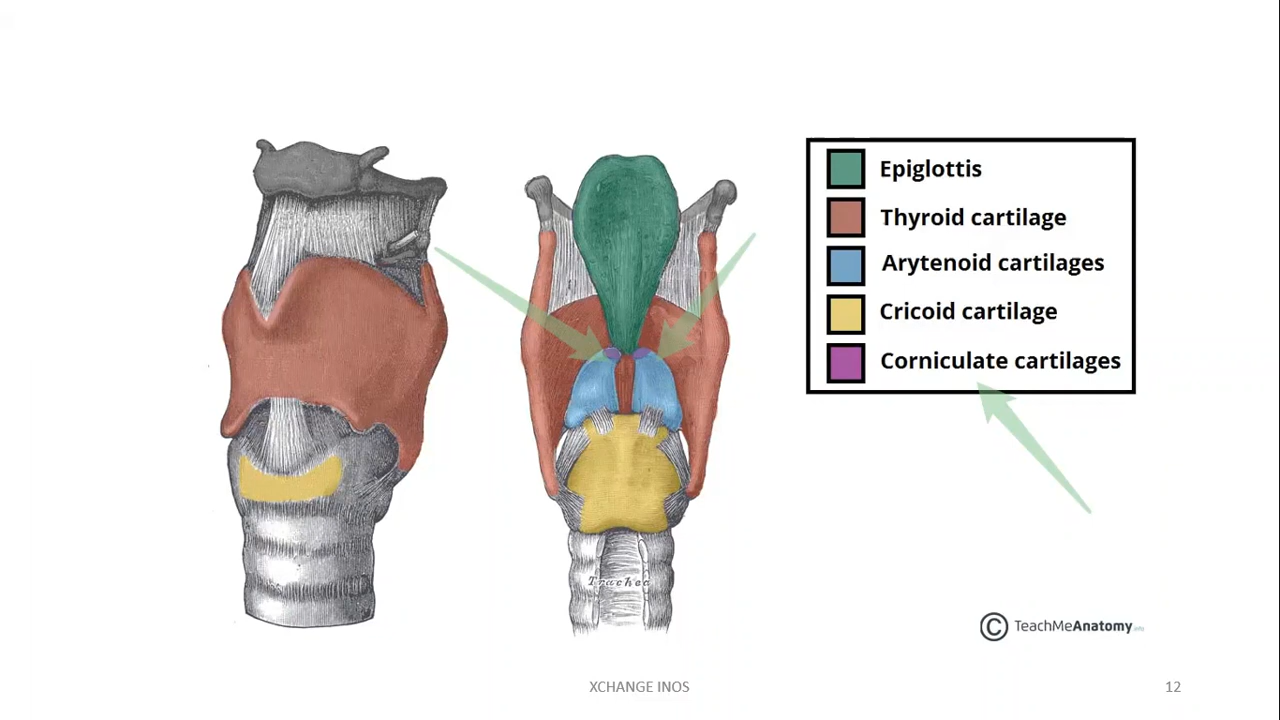 Epiglottis
Thyroid cartilage
Arytenoid cartilages
Cricoid cartilage
Corniculate cartilages
Trachea
© TeachMeAnatomy
XCHANGE INOS
12